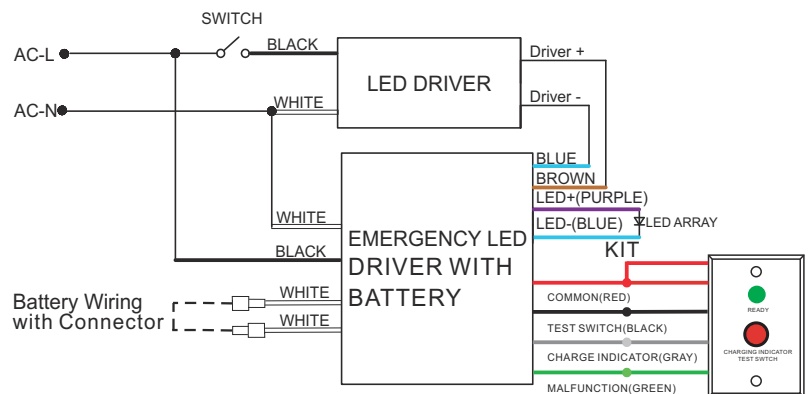 SWITCH
AC-L
BLACK
Driver +
LED DRIVER
Driver -
AC-N
WHITE
BLUE
BROWN
LED+(PURPLE)
WHITE
LED-(BLUE)
LED ARRAY
EMERGENCY LED
DRIVER WITH
BATTERY
BLACK
KIT
WHITE
Battery Wiring
with Connector
WHITE
COMMON(RED)
TEST SWITCH(BLACK)
CHARGE INDICATOR(GRAY)
MALFUNCTION(GREEN)
READY
CHARGING INDICATOR
TEST SWTCH